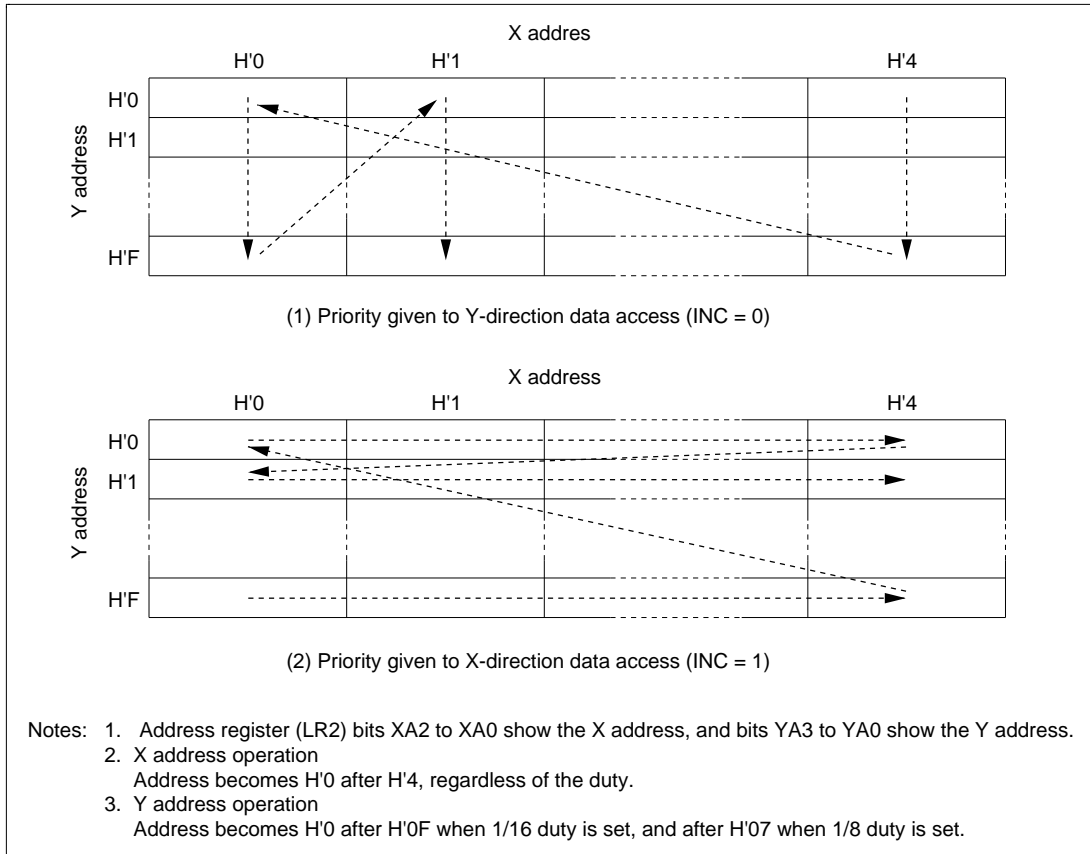 X addres
H'0 H'1 H'4
H'0
H'1
Y address
H'F
(1) Priority given to Y-direction data access (INC = 0)
X address
H'0 H'1 H'4
H'0
H'1
Y address
H'F
(2) Priority given to X-direction data access (INC = 1)
Notes: 1. Address register (LR2) bits XA2 to XA0 show the X address, and bits YA3 to YA0 show the Y address.
2. X address operation
Address becomes H'0 after H'4, regardless of the duty.
3. Y address operation
Address becomes H'0 after H'0F when 1/16 duty is set, and after H'07 when 1/8 duty is set.